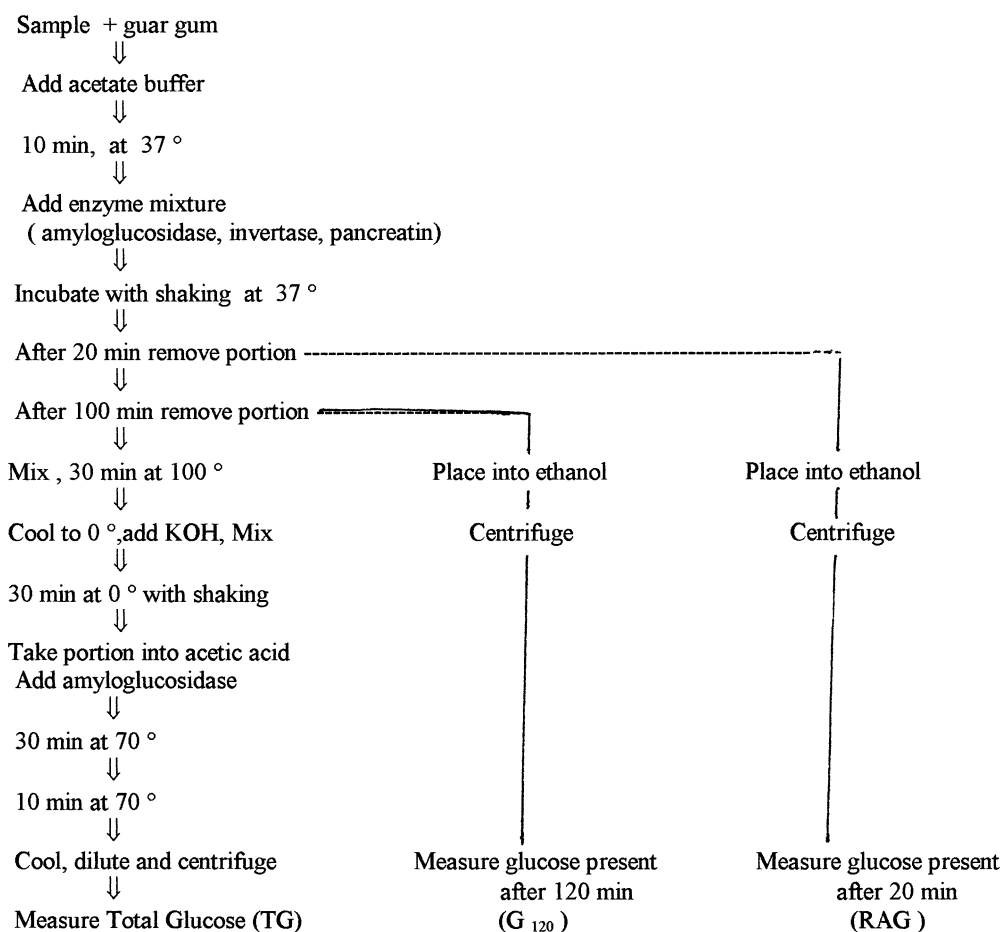 Sample + guar gum
⇓
Add acetate buffer
⇓
10 min, at 37 °
⇓
Add enzyme mixture
( amyloglucosidase, invertase, pancreatin)
⇓
Incubate with shaking at 37 °
⇓
After 20 min remove portion
⇓
After 100 min remove portion
⇓
Mix , 30 min at 100 °
⇓
Cool to 0 °,add KOH, Mix
⇓
30 min at 0 ° with shaking
⇓
Take portion into acetic acid
Add amyloglucosidase
⇓
30 min at 70 °
⇓
10 min at 70 °
⇓
Cool, dilute and centrifuge
⇓
Measure Total Glucose (TG)
Place into ethanol
Centrifuge
Measure glucose present
after 120 min
(G 120 )
Place into ethanol
Centrifuge
Measure glucose present
after 20 min
(RAG )